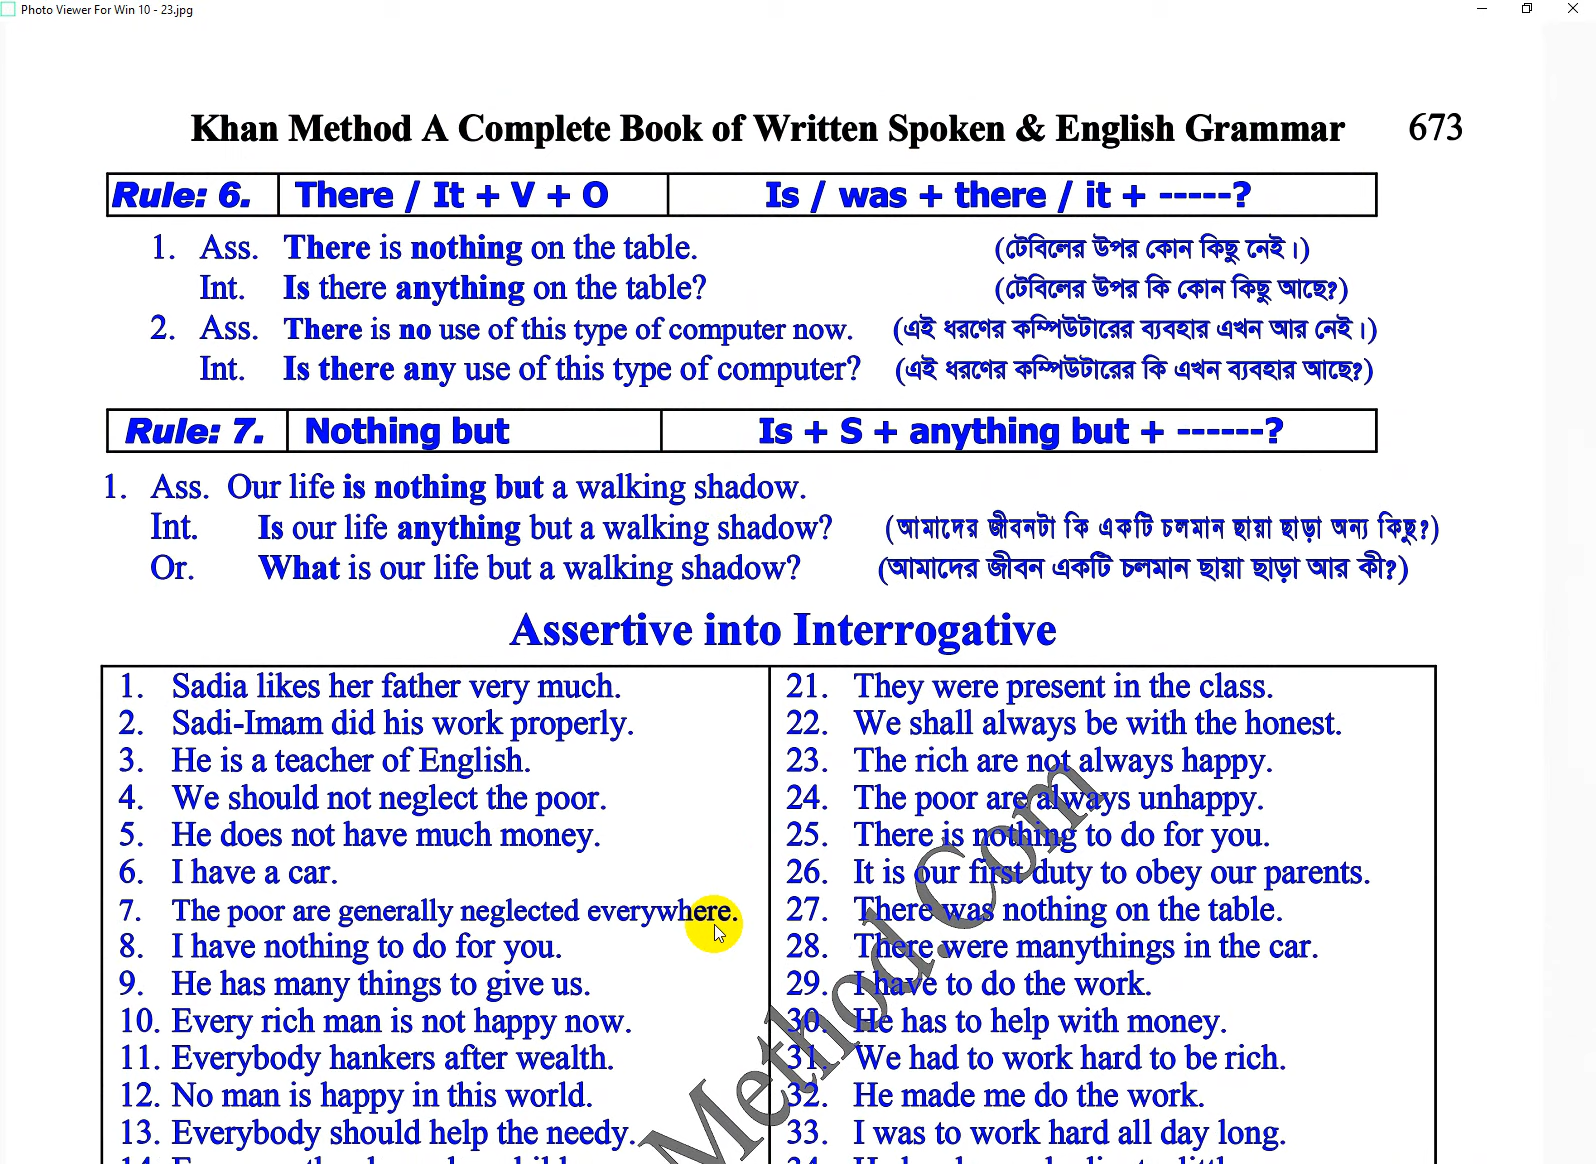 Photo Viewer For Win 10 - 23.jpg
Khan Method A Complete Book of Written Spoken & English Grammar 673
Rule: 6. There / It + V + O Is / was + there / it + -----?
1. Ass. There is nothing on the table. (টেবিলের উপর কোন কিছু নেই।)
Int. Is there anything on the table? (টেবিলের উপর কি কোন কিছু আছে?)
2. Ass. There is no use of this type of computer now. (এই ধরণের কম্পিউটারের ব্যবহার এখন আর নেই।)
Int. Is there any use of this type of computer? (এই ধরণের কম্পিউটারের কি এখন ব্যবহার আছে?)
Rule: 7. Nothing but Is + S + anything but + ------?
1. Ass. Our life is nothing but a walking shadow.
Int. Is our life anything but a walking shadow? (আমাদের জীবনটা কি একটি চলমান ছায়া ছাড়া অন্য কিছু?)
Or. What is our life but a walking shadow? (আমাদের জীবন একটি চলমান ছায়া ছাড়া আর কী?)
Assertive into Interrogative
1. Sadia likes her father very much.
2. Sadi-Imam did his work properly.
3. He is a teacher of English.
4. We should not neglect the poor.
5. He does not have much money.
6. I have a car.
7. The poor are generally neglected everywhere.
8. I have nothing to do for you.
9. He has many things to give us.
10. Every rich man is not happy now.
11. Everybody hankers after wealth.
12. No man is happy in this world.
13. Everybody should help the needy.
21. They were present in the class.
22. We shall always be with the honest.
23. The rich are not always happy.
24. The poor are always unhappy.
25. There is nothing to do for you.
26. It is our first duty to obey our parents.
27. There was nothing on the table.
28. There were manythings in the car.
29. I have to do the work.
30. He has to help with money.
31. We had to work hard to be rich.
32. He made me do the work.
33. I was to work hard all day long.
Method.Com